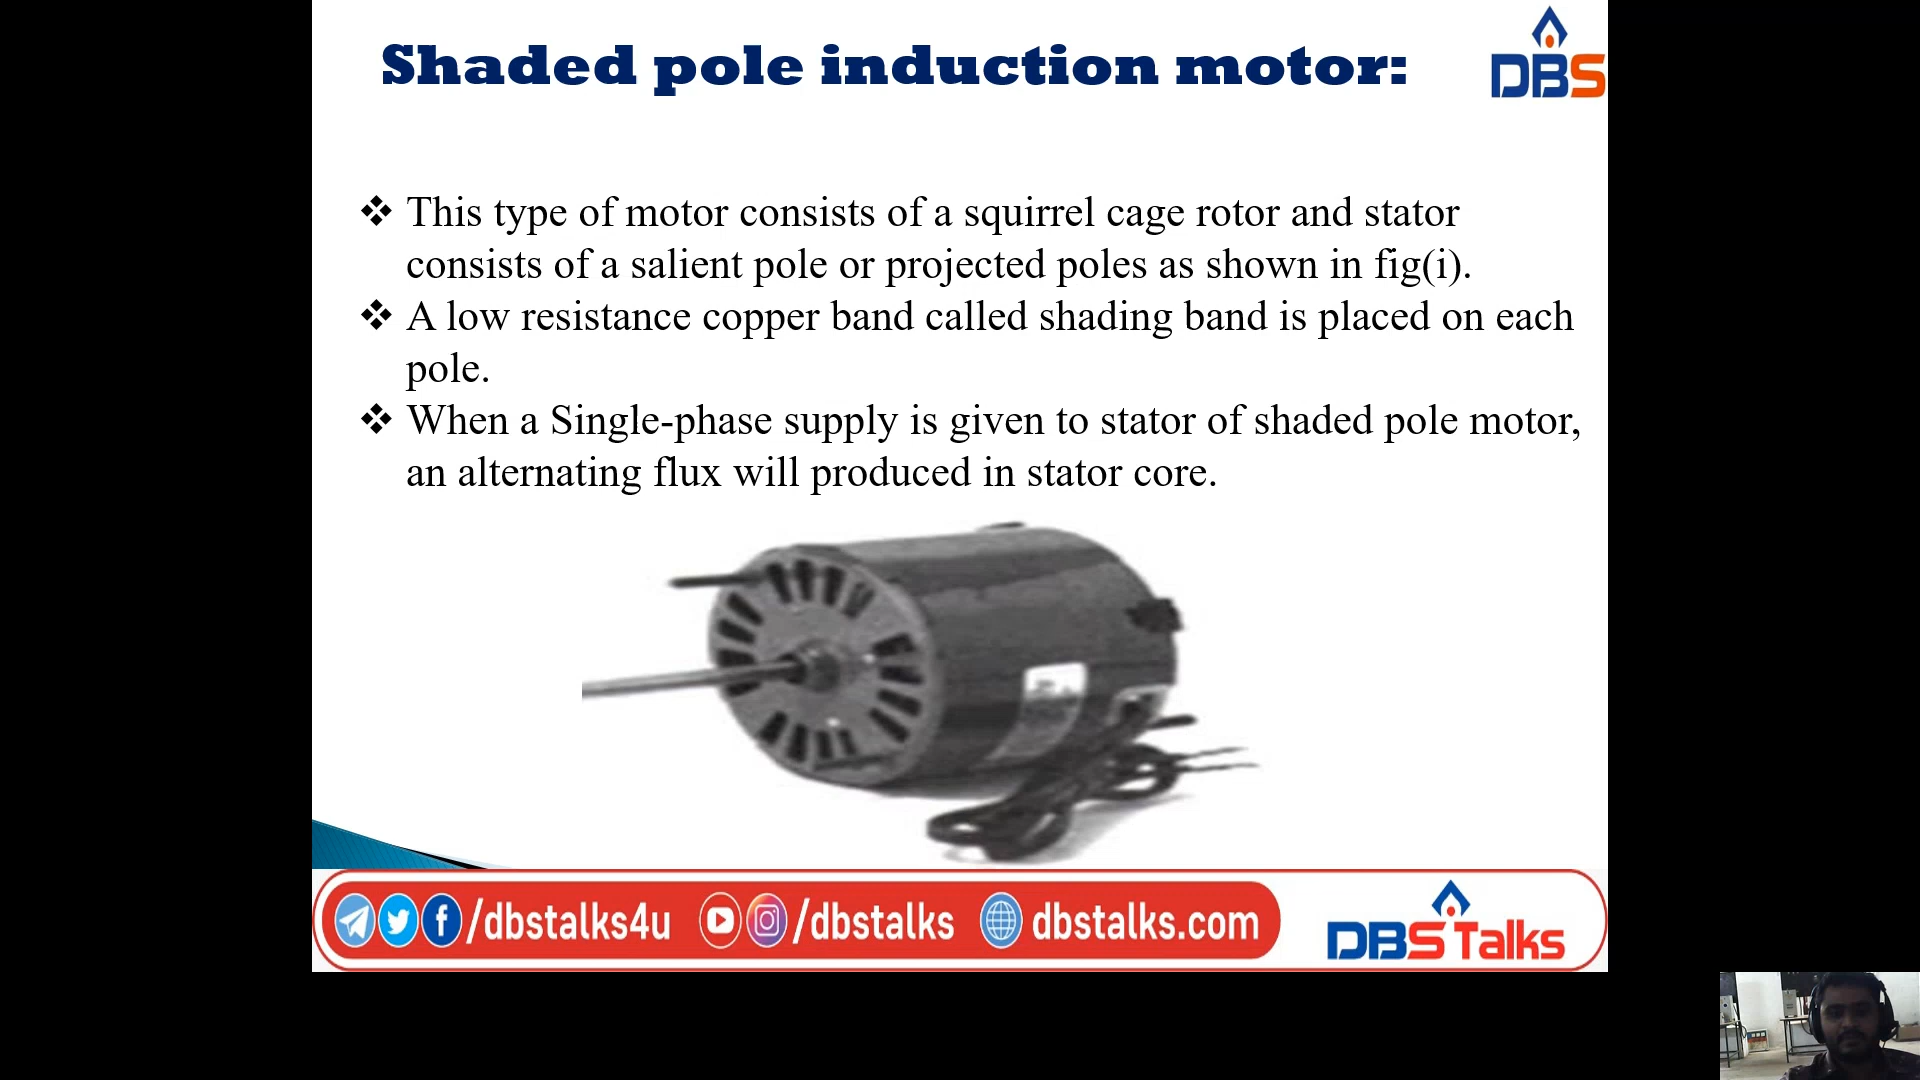 Shaded pole induction motor:
DBS
❖ This type of motor consists of a squirrel cage rotor and stator
consists of a salient pole or projected poles as shown in fig(i).
❖ A low resistance copper band called shading band is placed on each
pole.
❖ When a Single-phase supply is given to stator of shaded pole motor,
an alternating flux will produced in stator core.
/dbstalks4u /dbstalks dbstalks.com
DBS Talks